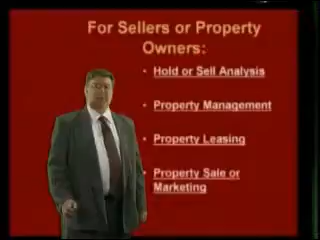 For Sellers or Property
Owners:
• Hold or Sell Analysis
• Property Management
• Property Leasing
• Property Sale or
Marketing